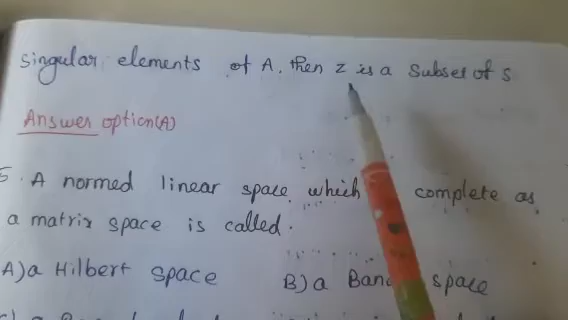 singular elements of A. then z is a subset of s
Answer option(A)
5. A normed linear space which complete as
a matrix space is called.
A) a Hilbert space B) a Bana space